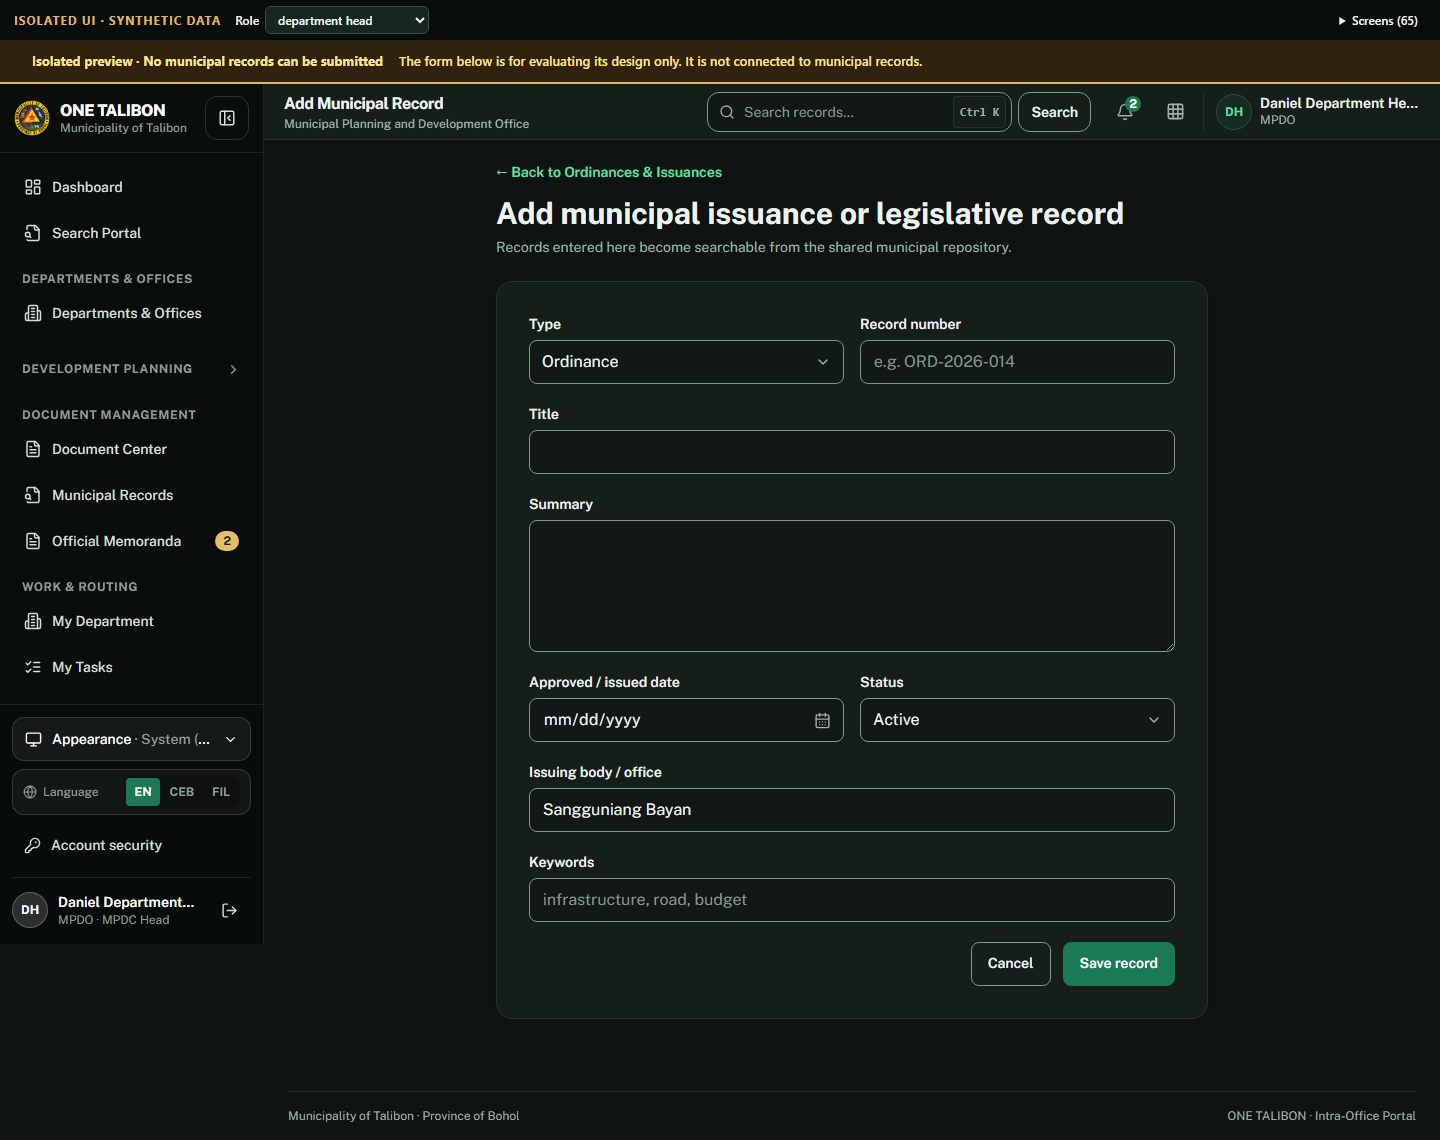 ISOLATED UI · SYNTHETIC DATA Role department head Screens (65)
Isolated preview · No municipal records can be submitted The form below is for evaluating its design only. It is not connected to municipal records.
ONE TALIBON
Municipality of Talibon
Add Municipal Record
Municipal Planning and Development Office
Search records...
Ctrl K
Search
2
DH
Daniel Department He...
MPDO
Dashboard
Search Portal
DEPARTMENTS & OFFICES
Departments & Offices
DEVELOPMENT PLANNING
DOCUMENT MANAGEMENT
Document Center
Municipal Records
Official Memoranda 2
WORK & ROUTING
My Department
My Tasks
Appearance · System (...
Language EN CEB FIL
Account security
DH
Daniel Department...
MPDO · MPDC Head
← Back to Ordinances & Issuances
Add municipal issuance or legislative record
Records entered here become searchable from the shared municipal repository.
Type
Ordinance
Record number
e.g. ORD-2026-014
Title
Summary
Approved / issued date
mm/dd/yyyy
Status
Active
Issuing body / office
Sangguniang Bayan
Keywords
infrastructure, road, budget
Cancel
Save record
Municipality of Talibon · Province of Bohol
ONE TALIBON · Intra-Office Portal